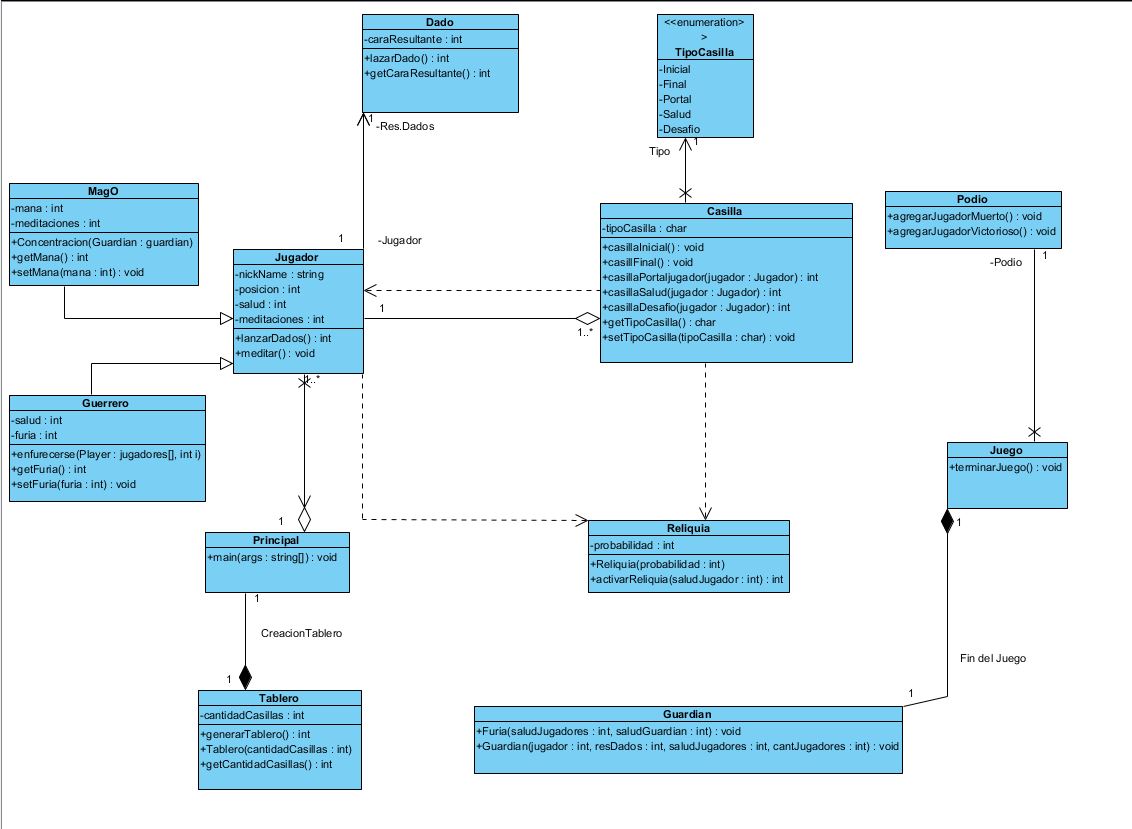 Dado
-caraResultante : int
+lazarDado() : int
+getCaraResultante() : int
1
-Res.Dados
<<enumeration>
>
TipoCasilla
-Inicial
-Final
-Portal
-Salud
-Desafio
1
Tipo
MagO
-mana : int
-meditaciones : int
+Concentracion(Guardian : guardian)
+getMana() : int
+setMana(mana : int) : void
1
-Jugador
Jugador
-nickName : string
-posicion : int
-salud : int
-meditaciones : int
+lanzarDados() : int
+meditar() : void
1
1..*
1..*
Casilla
-tipoCasilla : char
+casillaInicial() : void
+casillFinal() : void
+casillaPortaljugador(jugador : Jugador) : int
+casillaSalud(jugador : Jugador) : int
+casillaDesafio(jugador : Jugador) : int
+getTipoCasilla() : char
+setTipoCasilla(tipoCasilla : char) : void
Podio
+agregarJugadorMuerto() : void
+agregarJugadorVictorioso() : void
-Podio
1
Guerrero
-salud : int
-furia : int
+enfurecerse(Player : jugadores[], int i)
+getFuria() : int
+setFuria(furia : int) : void
Juego
+terminarJuego() : void
1
1
Principal
+main(args : string[]) : void
1
Reliquia
-probabilidad : int
+Reliquia(probabilidad : int)
+activarReliquia(saludJugador : int) : int
CreacionTablero
Fin del Juego
1
Tablero
-cantidadCasillas : int
+generarTablero() : int
+Tablero(cantidadCasillas : int)
+getCantidadCasillas() : int
1
Guardian
+Furia(saludJugadores : int, saludGuardian : int) : void
+Guardian(jugador : int, resDados : int, saludJugadores : int, cantJugadores : int) : void